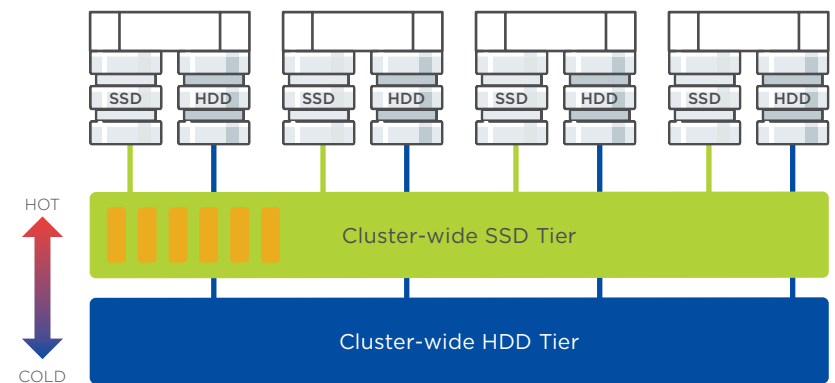 SSD HDD SSD HDD SSD HDD SSD HDD
HOT
Cluster-wide SSD Tier
Cluster-wide HDD Tier
COLD